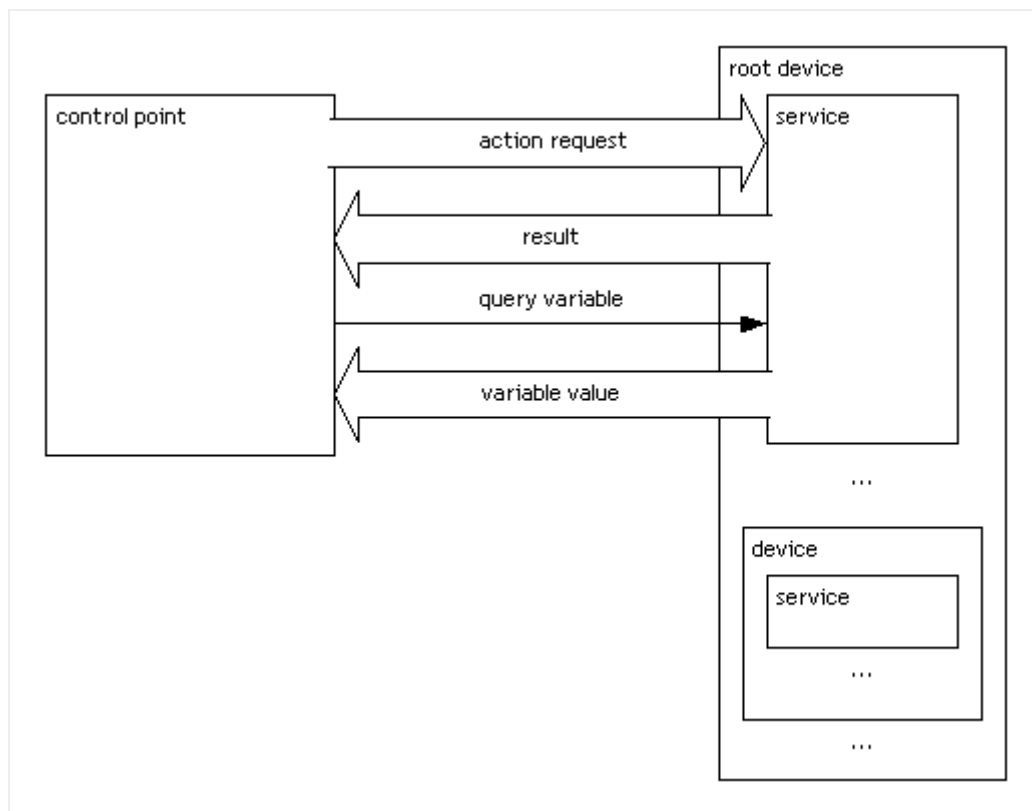 root device
control point
service
action request
result
query variable
variable value
...
device
service
...
...